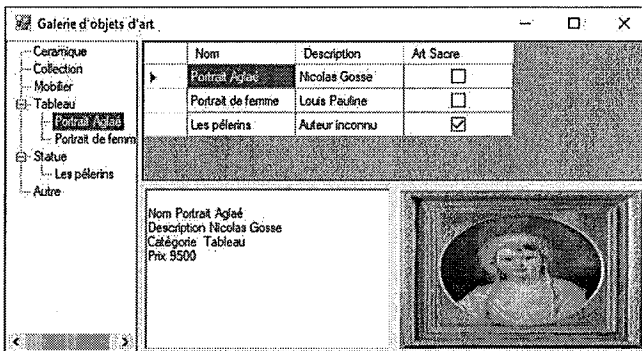 Galerie d'objets d'art
Ceramique
Collection
Mobilier
Tableau
Portrait Aglaé
Portrait de femm
Statue
Les pélerins
Autre
Nom Description Art Sacre
Portrait Aglaé Nicolas Gosse
Portrait de femme Louis Pauline
Les pélerins Auteur inconnu
Nom Portrait Aglaé
Description Nicolas Gosse
Catégorie Tableau
Prix 9500